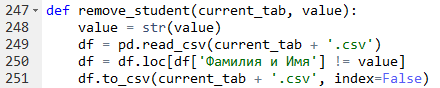 247 def remove_student(current_tab, value):
248     value = str(value)
249     df = pd.read_csv(current_tab + '.csv')
250     df = df.loc[df['Фамилия и Имя'] != value]
251     df.to_csv(current_tab + '.csv', index=False)